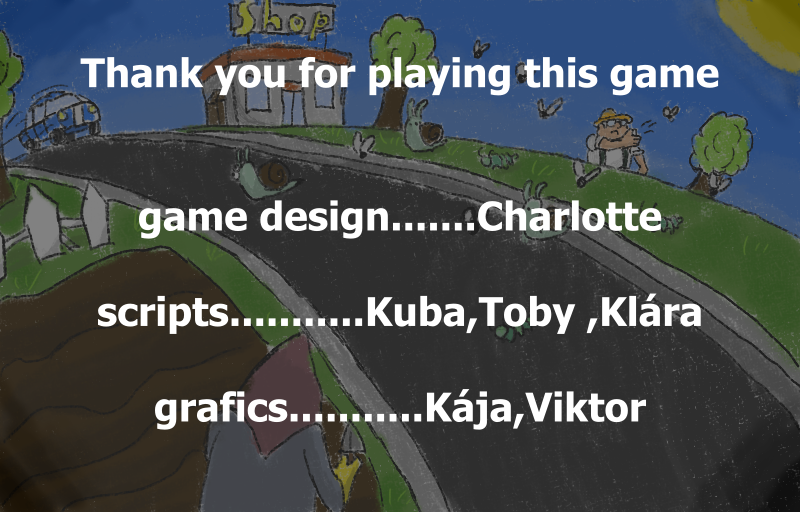 Shop
Thank you for playing this game
game design.......Charlotte
scripts...........Kuba,Toby ,Klára
grafics...........Kája,Viktor